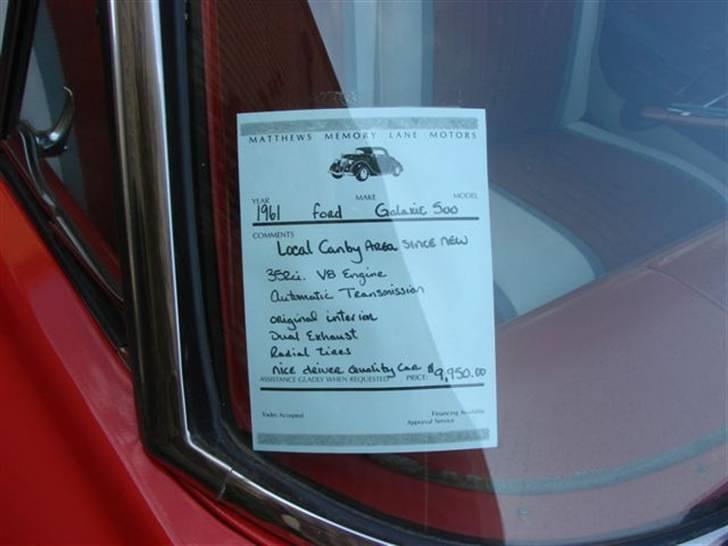 MATTHEWS MEMORY LANE MOTORS
YEAR MAKE MODEL
1961 Ford Galaxie 500
COMMENTS
Local Canby Area since new
352ci. V8 Engine
Automatic Transmission
original interior
Dual Exhaust
Radial tires
nice driver quality Car $9,950.00
ASSISTANCE GLADLY WHEN REQUESTED PRICE:
Trades Accepted Financing Available
Appraisal Service